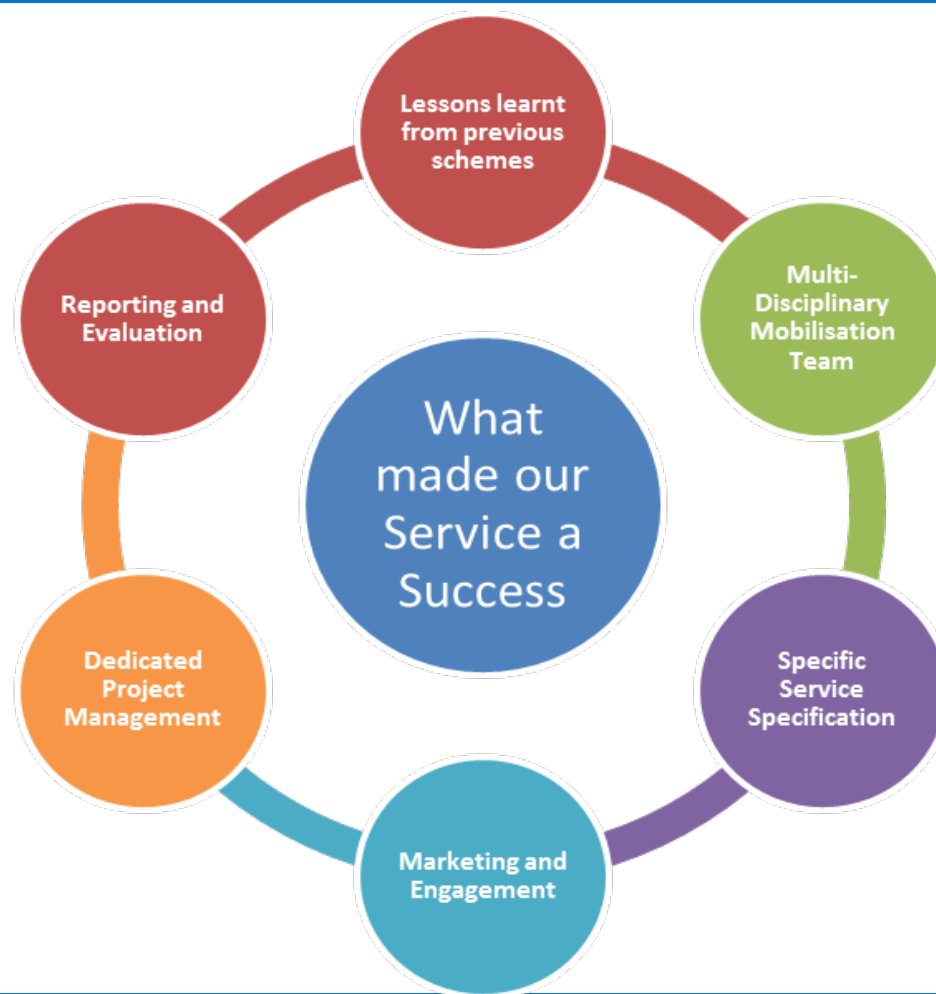 Lessons learnt
from previous
schemes
Multi-
Disciplinary
Mobilisation
Team
Specific
Service
Specification
Marketing and
Engagement
Dedicated
Project
Management
Reporting and
Evaluation
What
made our
Service a
Success